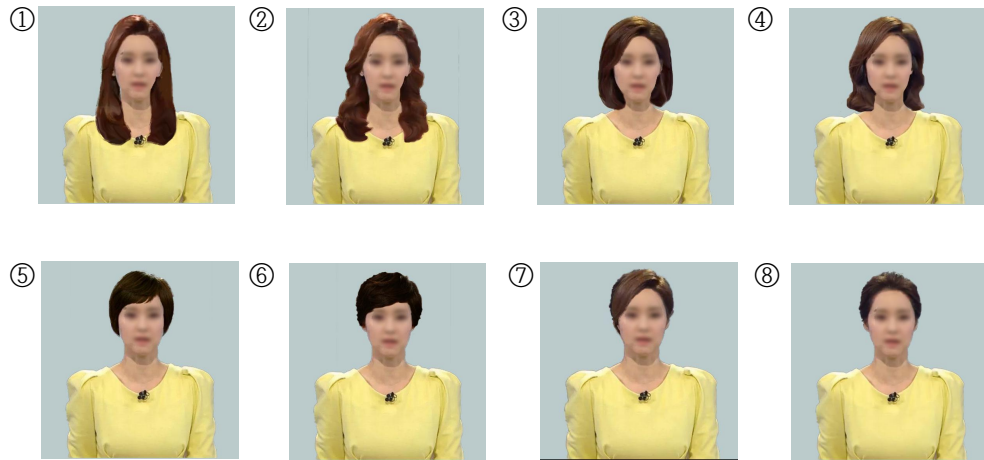 ① ② ③ ④
⑤ ⑥ ⑦ ⑧